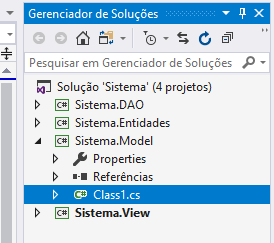 Gerenciador de Soluções
Pesquisar em Gerenciador de Soluções
Solução 'Sistema' (4 projetos)
C# Sistema.DAO
C# Sistema.Entidades
C# Sistema.Model
Properties
Referências
C# Class1.cs
C# Sistema.View